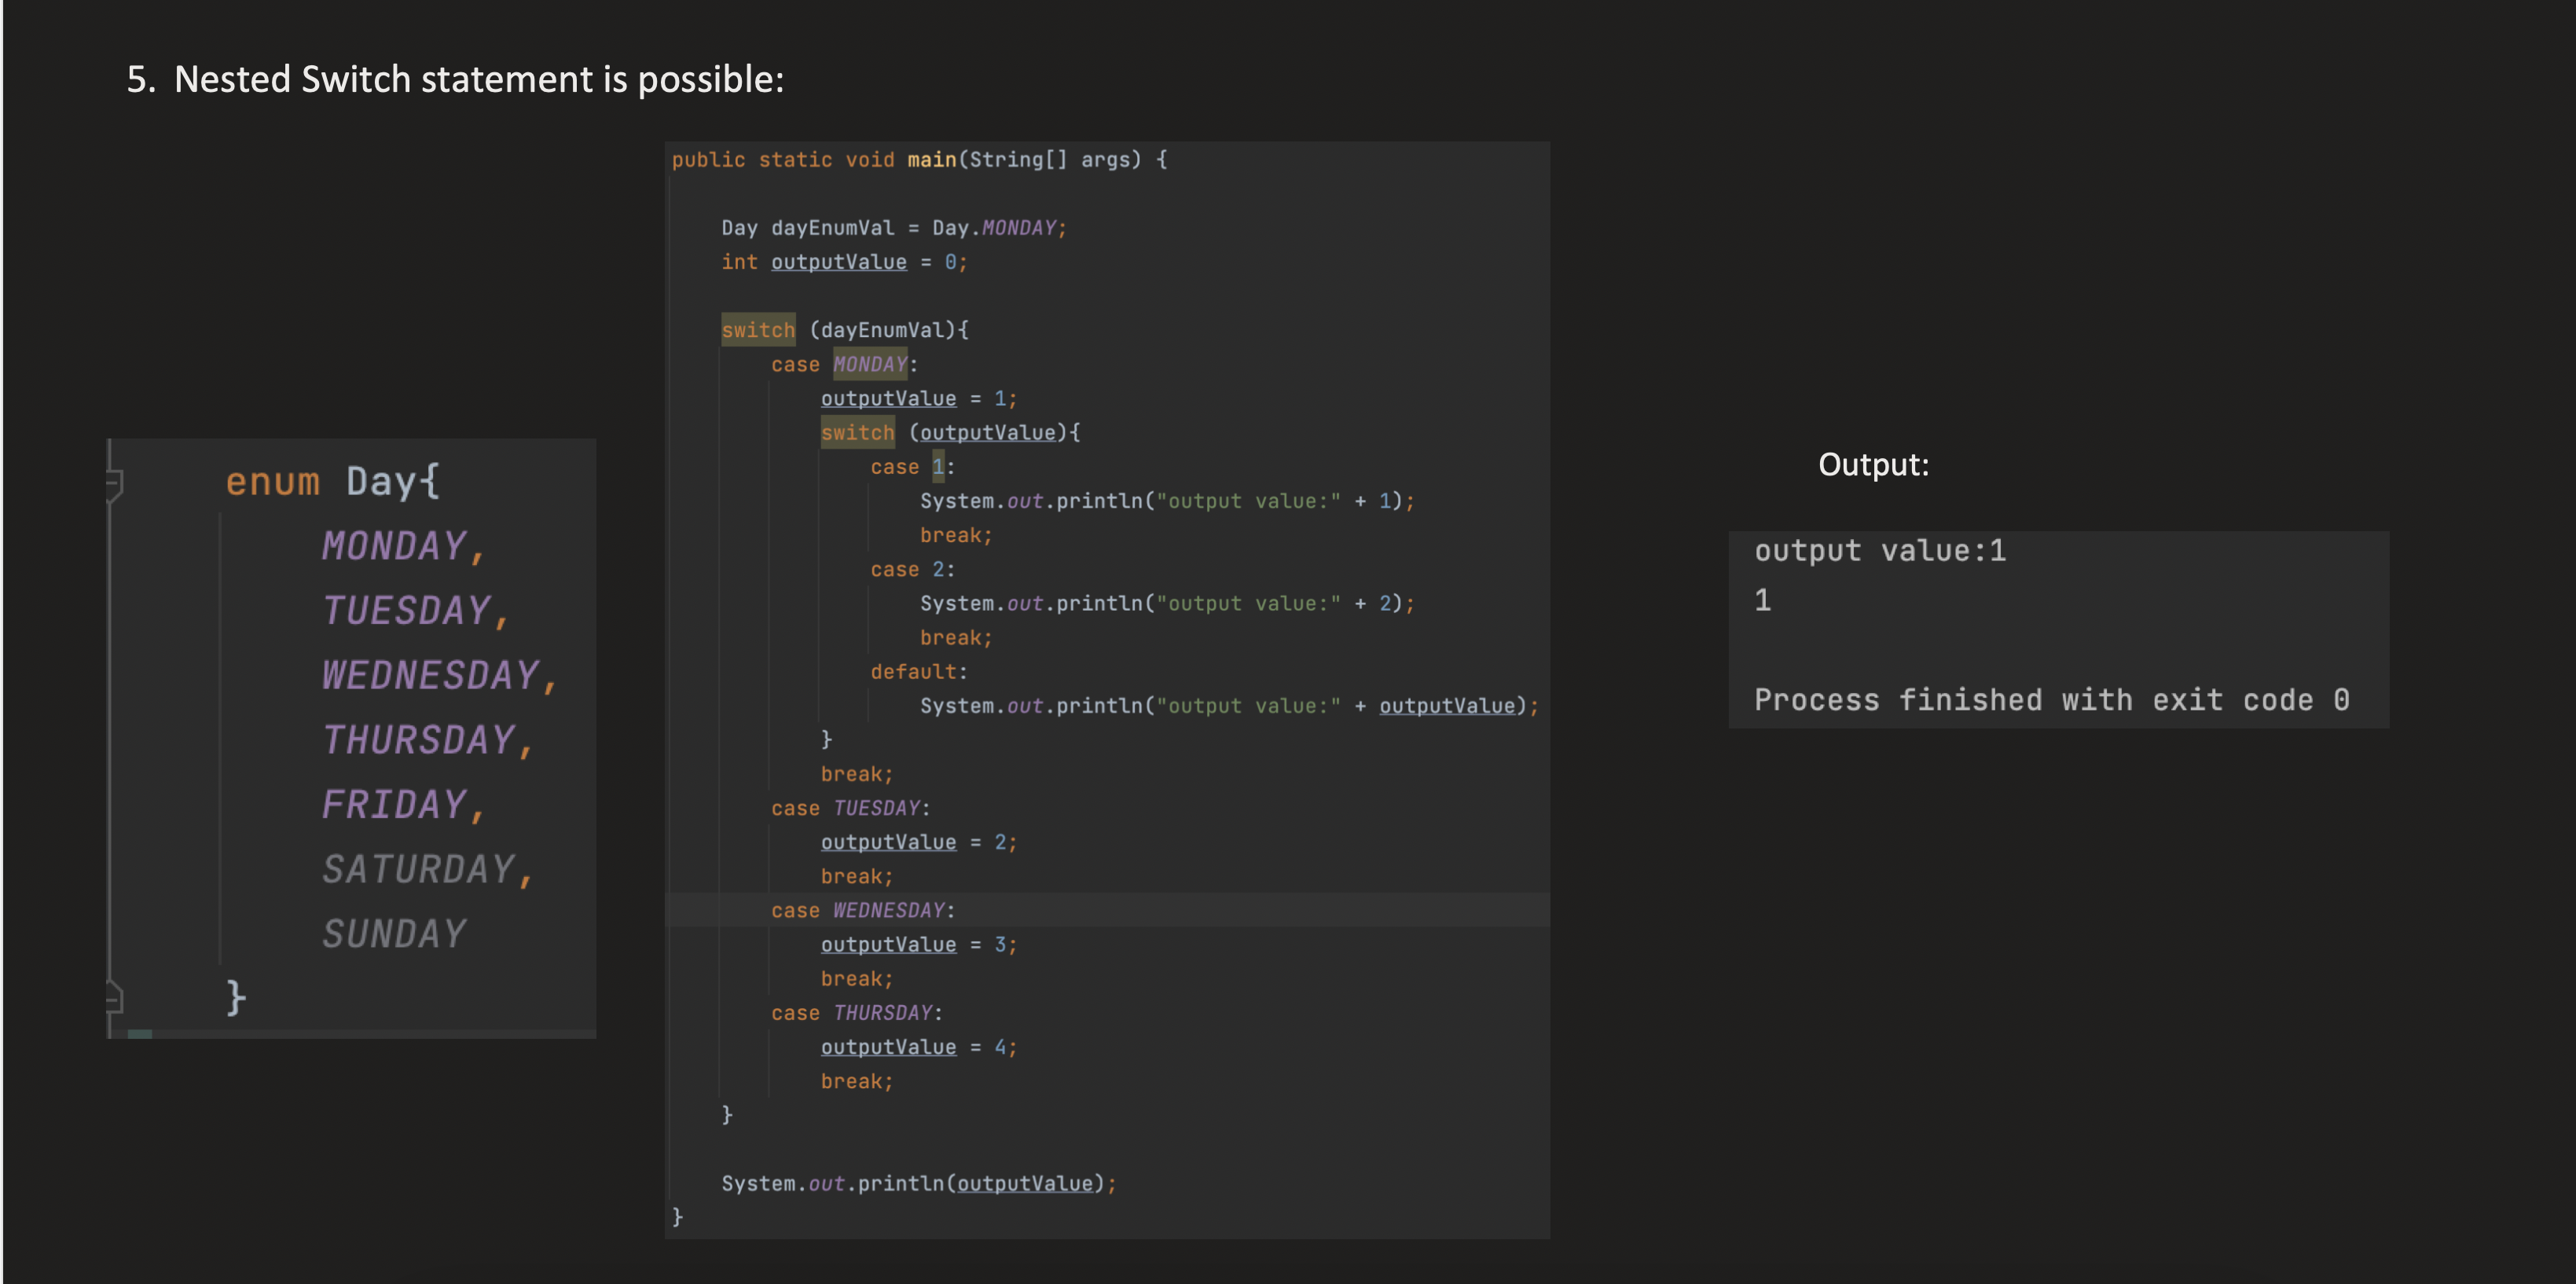 5. Nested Switch statement is possible:
enum Day{
MONDAY,
TUESDAY,
WEDNESDAY,
THURSDAY,
FRIDAY,
SATURDAY,
SUNDAY
}
public static void main(String[] args) {
Day dayEnumVal = Day.MONDAY;
int outputValue = 0;
switch (dayEnumVal){
case MONDAY:
outputValue = 1;
switch (outputValue){
case 1:
System.out.println("output value:" + 1);
break;
case 2:
System.out.println("output value:" + 2);
break;
default:
System.out.println("output value:" + outputValue);
}
break;
case TUESDAY:
outputValue = 2;
break;
case WEDNESDAY:
outputValue = 3;
break;
case THURSDAY:
outputValue = 4;
break;
}
System.out.println(outputValue);
}
Output:
output value:1
1
Process finished with exit code 0